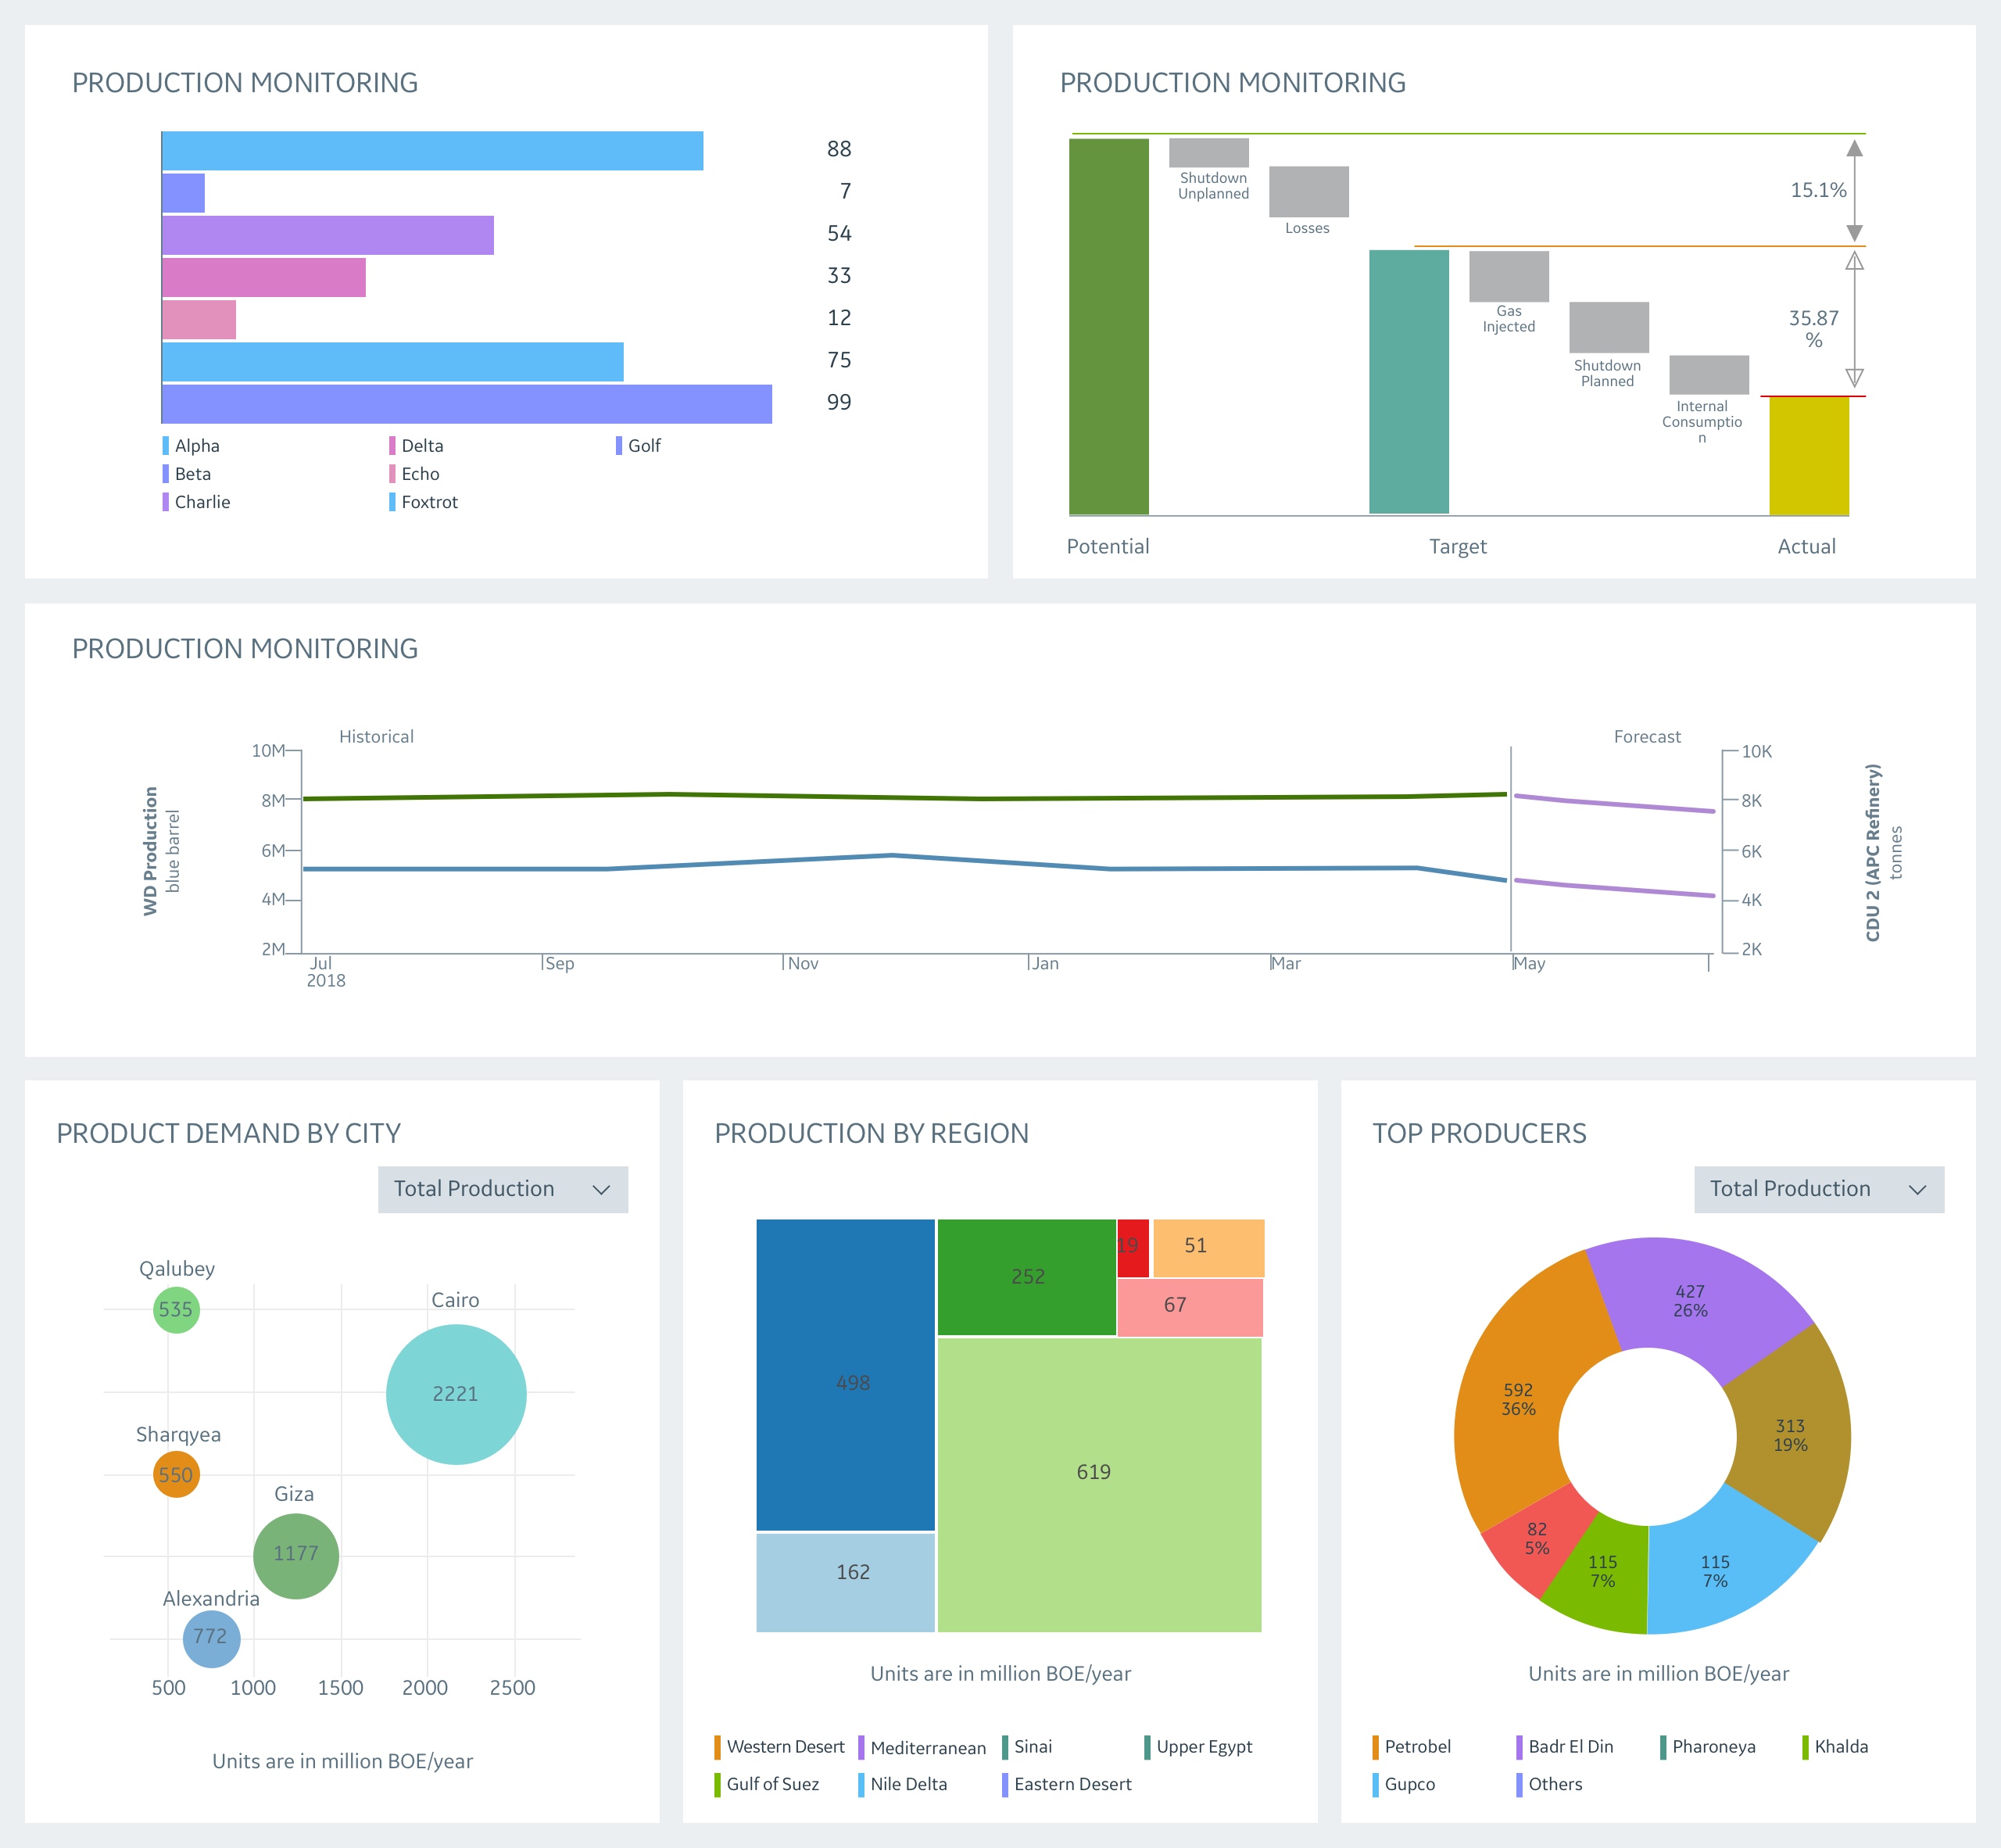 PRODUCTION MONITORING
88
7
54
33
12
75
99
Alpha
Delta
Golf
Beta
Echo
Charlie
Foxtrot
PRODUCTION MONITORING
Shutdown
Unplanned
Losses
15.1%
Gas
Injected
Shutdown
Planned
Internal
Consumptio
n
35.87
%
Potential
Target
Actual
PRODUCTION MONITORING
Historical
Forecast
WD Production
blue barrel
10M
8M
6M
4M
2M
Jul
2018
Sep
Nov
Jan
Mar
May
10K
8K
6K
4K
2K
CDU 2 (APC Refinery)
tonnes
PRODUCT DEMAND BY CITY
Total Production
Qalubey
535
Cairo
2221
Sharqyea
550
Giza
1177
Alexandria
772
500
1000
1500
2000
2500
Units are in million BOE/year
PRODUCTION BY REGION
498
252
19
51
67
619
162
Units are in million BOE/year
Western Desert
Mediterranean
Sinai
Upper Egypt
Gulf of Suez
Nile Delta
Eastern Desert
TOP PRODUCERS
Total Production
427
26%
592
36%
313
19%
82
5%
115
7%
115
7%
Units are in million BOE/year
Petrobel
Badr El Din
Pharoneya
Khalda
Gupco
Others